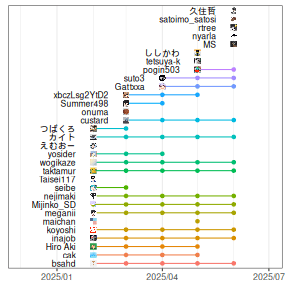 久住哲
satoimo_satosi
rtree
nyarla
MS
ししかわ
tetsuya-k
pogin503
suto3
Gattxxa
xbczLsg2YtD2
Summer498
onuma
custard
つばくろ
カイト
えむおー
yosider
wogikaze
taktamur
Taisei117
seibe
nejimaki
Mijinko_SD
meganii
maichan
koyoshi
inajob
Hiro Aki
cak
bsahd
2025/01
2025/04
2025/07